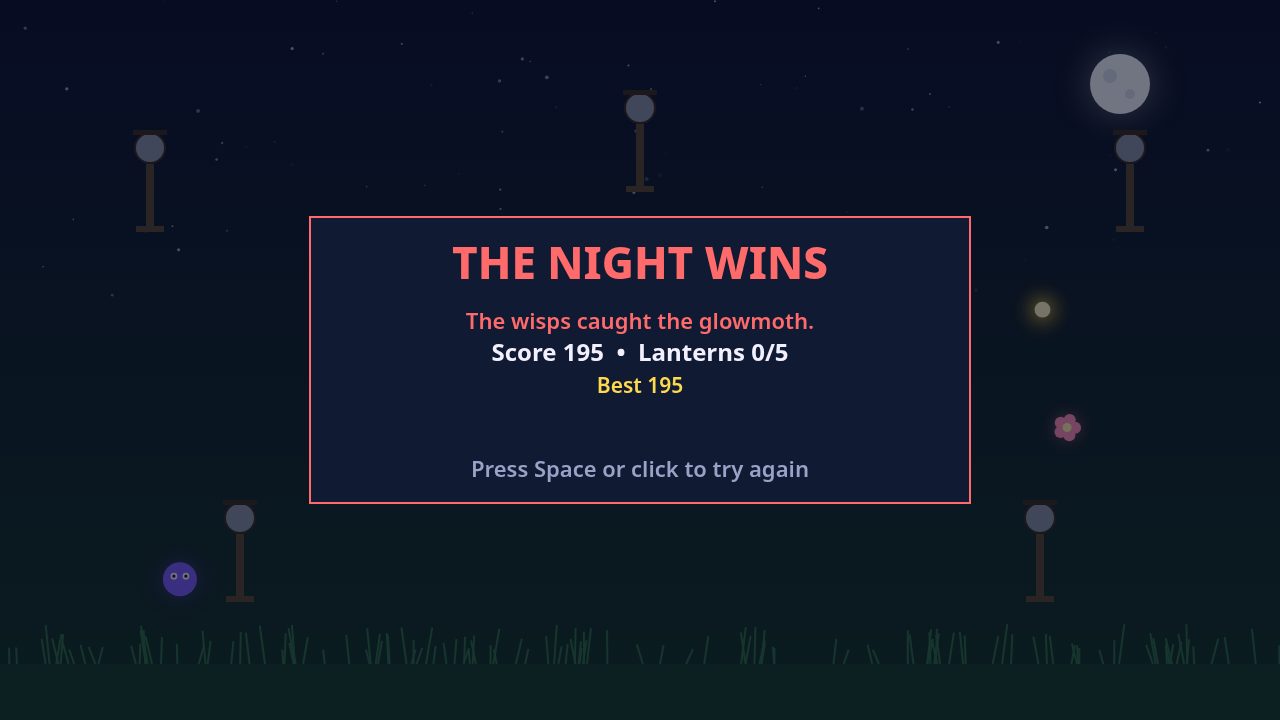 THE NIGHT WINS
The wisps caught the glowmoth.
Score 195 • Lanterns 0/5
Best 195
Press Space or click to try again